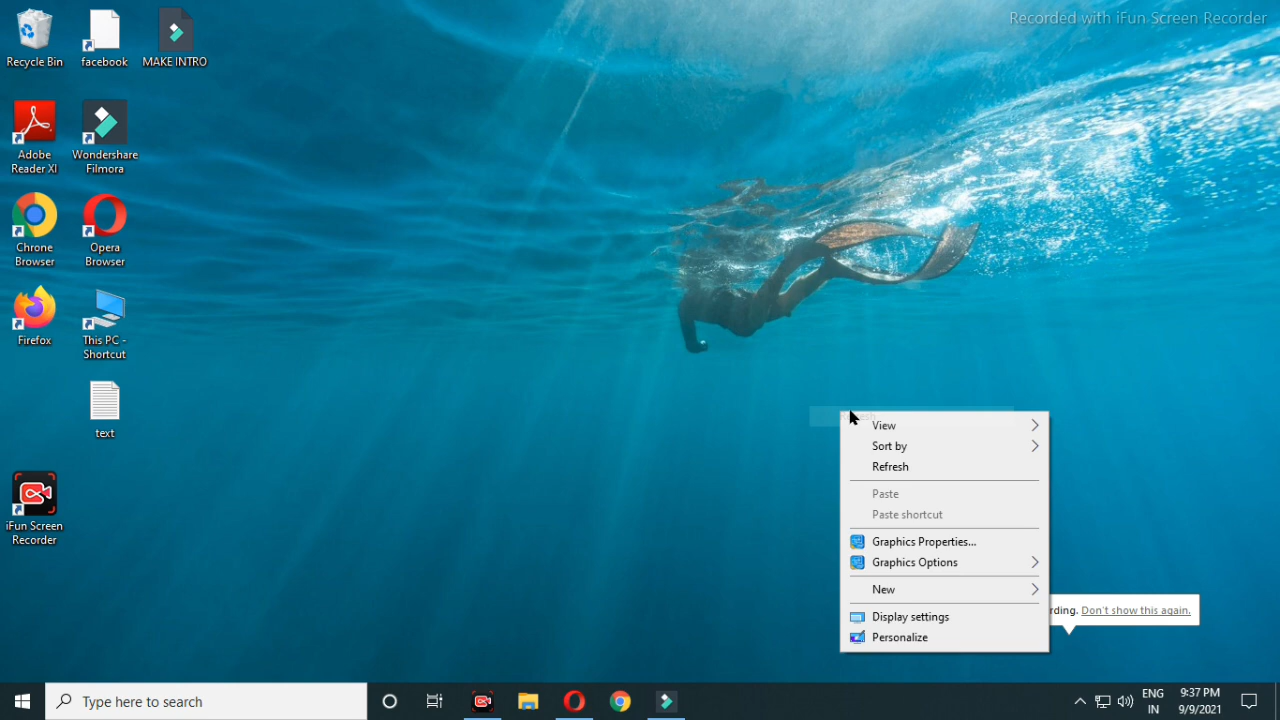 Recorded with iFun Screen Recorder
Recycle Bin
facebook
MAKE INTRO
Adobe
Reader XI
Wondershare
Filmora
Chrome
Browser
Opera
Browser
Firefox
This PC -
Shortcut
text
iFun Screen
Recorder
View
Sort by
Refresh
Paste
Paste shortcut
Graphics Properties...
Graphics Options
New
Display settings
Personalize
rding. Don't show this again.
Type here to search
ENG
IN
9:37 PM
9/9/2021